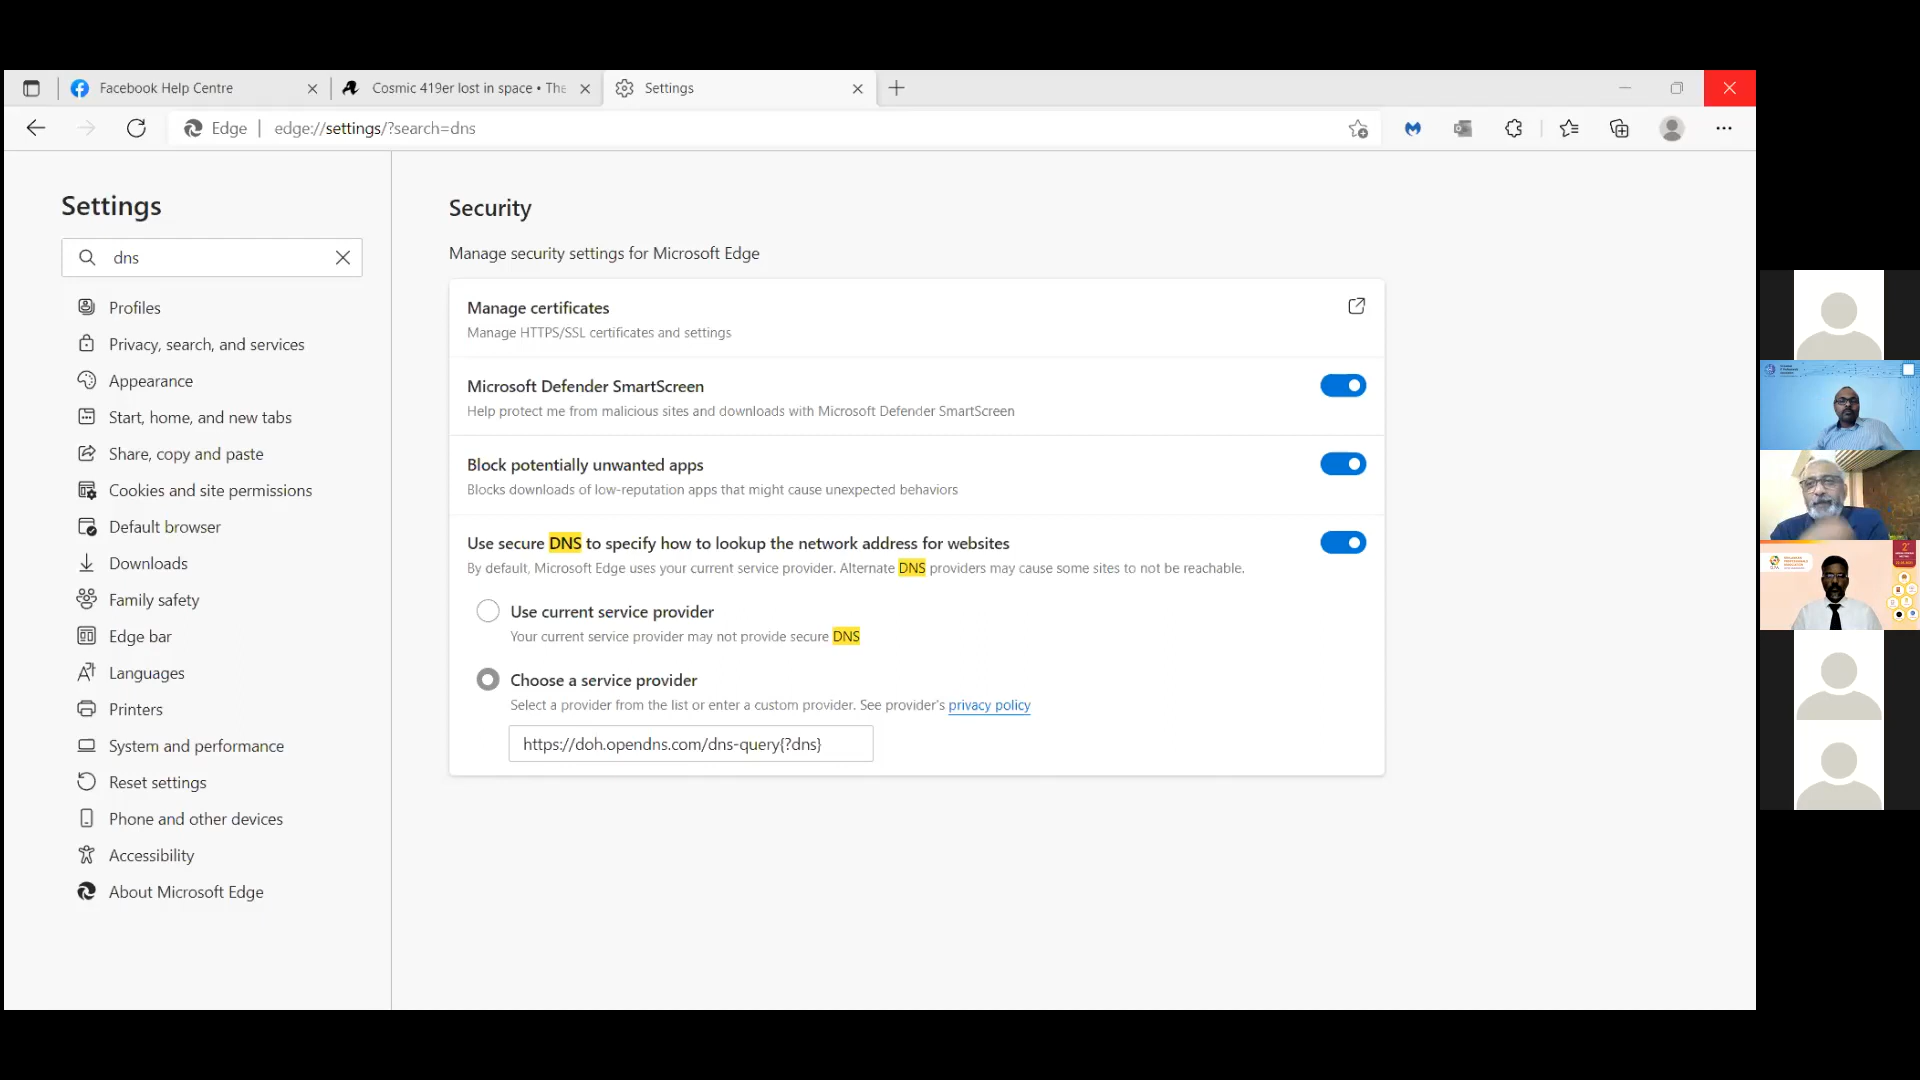 Facebook Help Centre
Cosmic 419er lost in space • The
Settings
Edge
edge://settings/?search=dns
Settings
dns
Profiles
Privacy, search, and services
Appearance
Start, home, and new tabs
Share, copy and paste
Cookies and site permissions
Default browser
Downloads
Family safety
Edge bar
Languages
Printers
System and performance
Reset settings
Phone and other devices
Accessibility
About Microsoft Edge
Security
Manage security settings for Microsoft Edge
Manage certificates
Manage HTTPS/SSL certificates and settings
Microsoft Defender SmartScreen
Help protect me from malicious sites and downloads with Microsoft Defender SmartScreen
Block potentially unwanted apps
Blocks downloads of low-reputation apps that might cause unexpected behaviors
Use secure DNS to specify how to lookup the network address for websites
By default, Microsoft Edge uses your current service provider. Alternate DNS providers may cause some sites to not be reachable.
Use current service provider
Your current service provider may not provide secure DNS
Choose a service provider
Select a provider from the list or enter a custom provider. See provider's privacy policy
https://doh.opendns.com/dns-query{?dns}